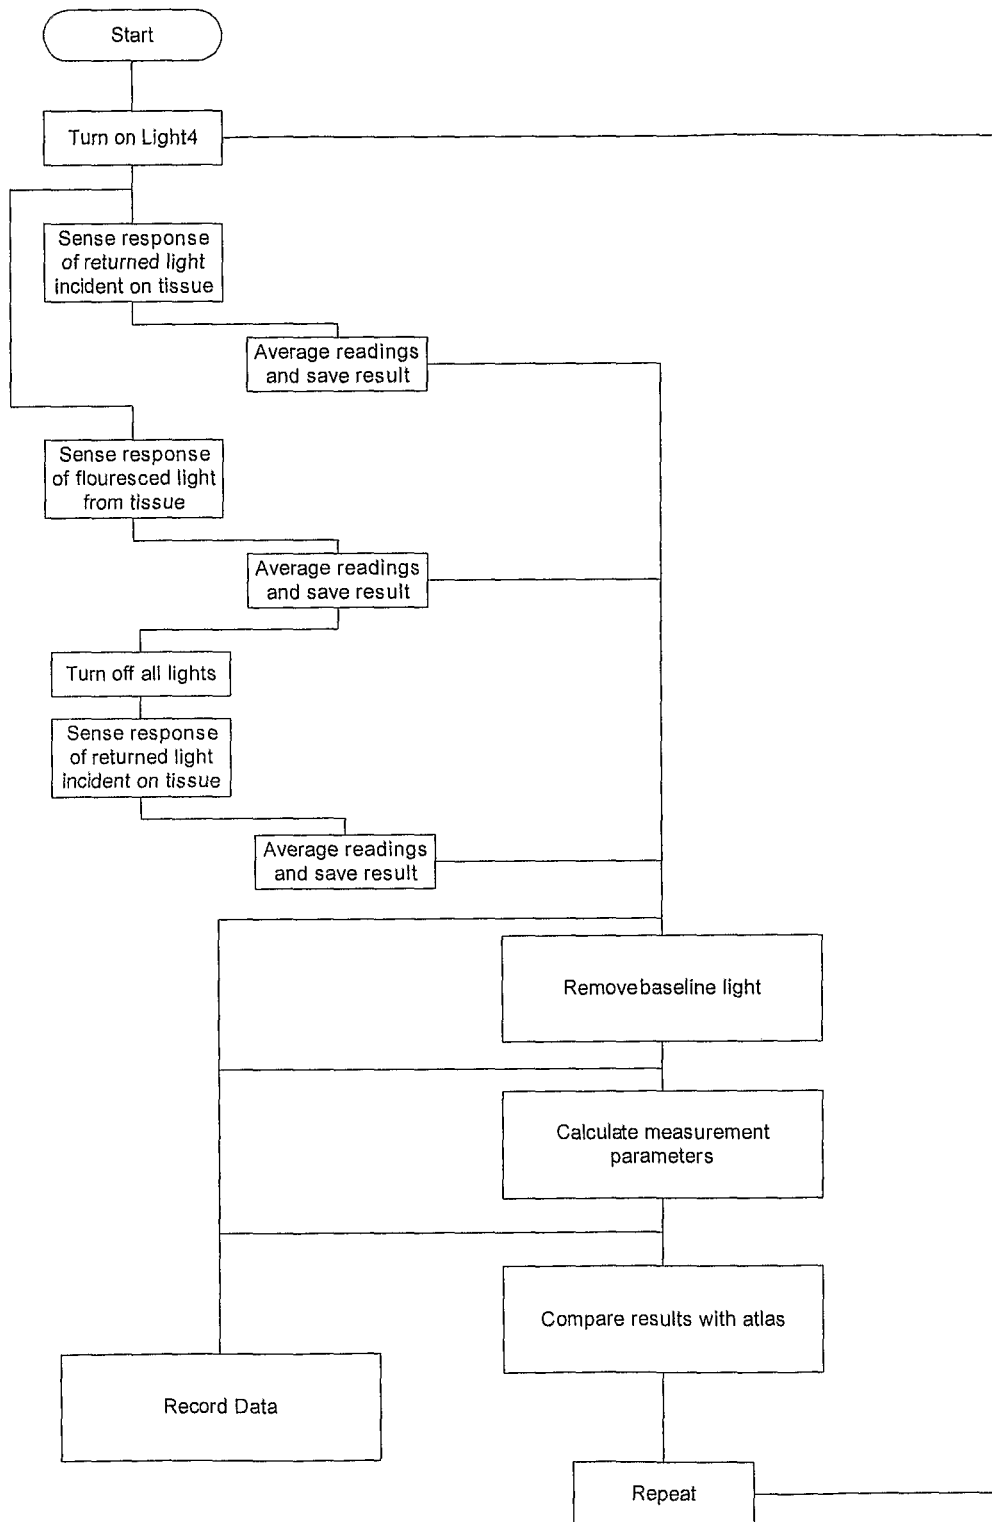 Start
Turn on Light4
Sense response
of returned light
incident on tissue
Average readings
and save result
Sense response
of flouresced light
from tissue
Average readings
and save result
Turn off all lights
Sense response
of returned light
incident on tissue
Average readings
and save result
Remove baseline light
Calculate measurement
parameters
Compare results with atlas
Record Data
Repeat